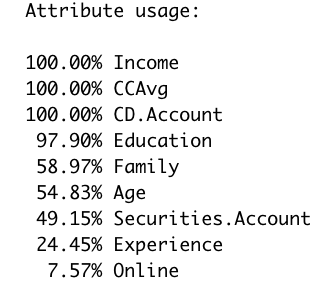 Attribute usage:
100.00% Income
100.00% CCAvg
100.00% CD.Account
97.90% Education
58.97% Family
54.83% Age
49.15% Securities.Account
24.45% Experience
7.57% Online